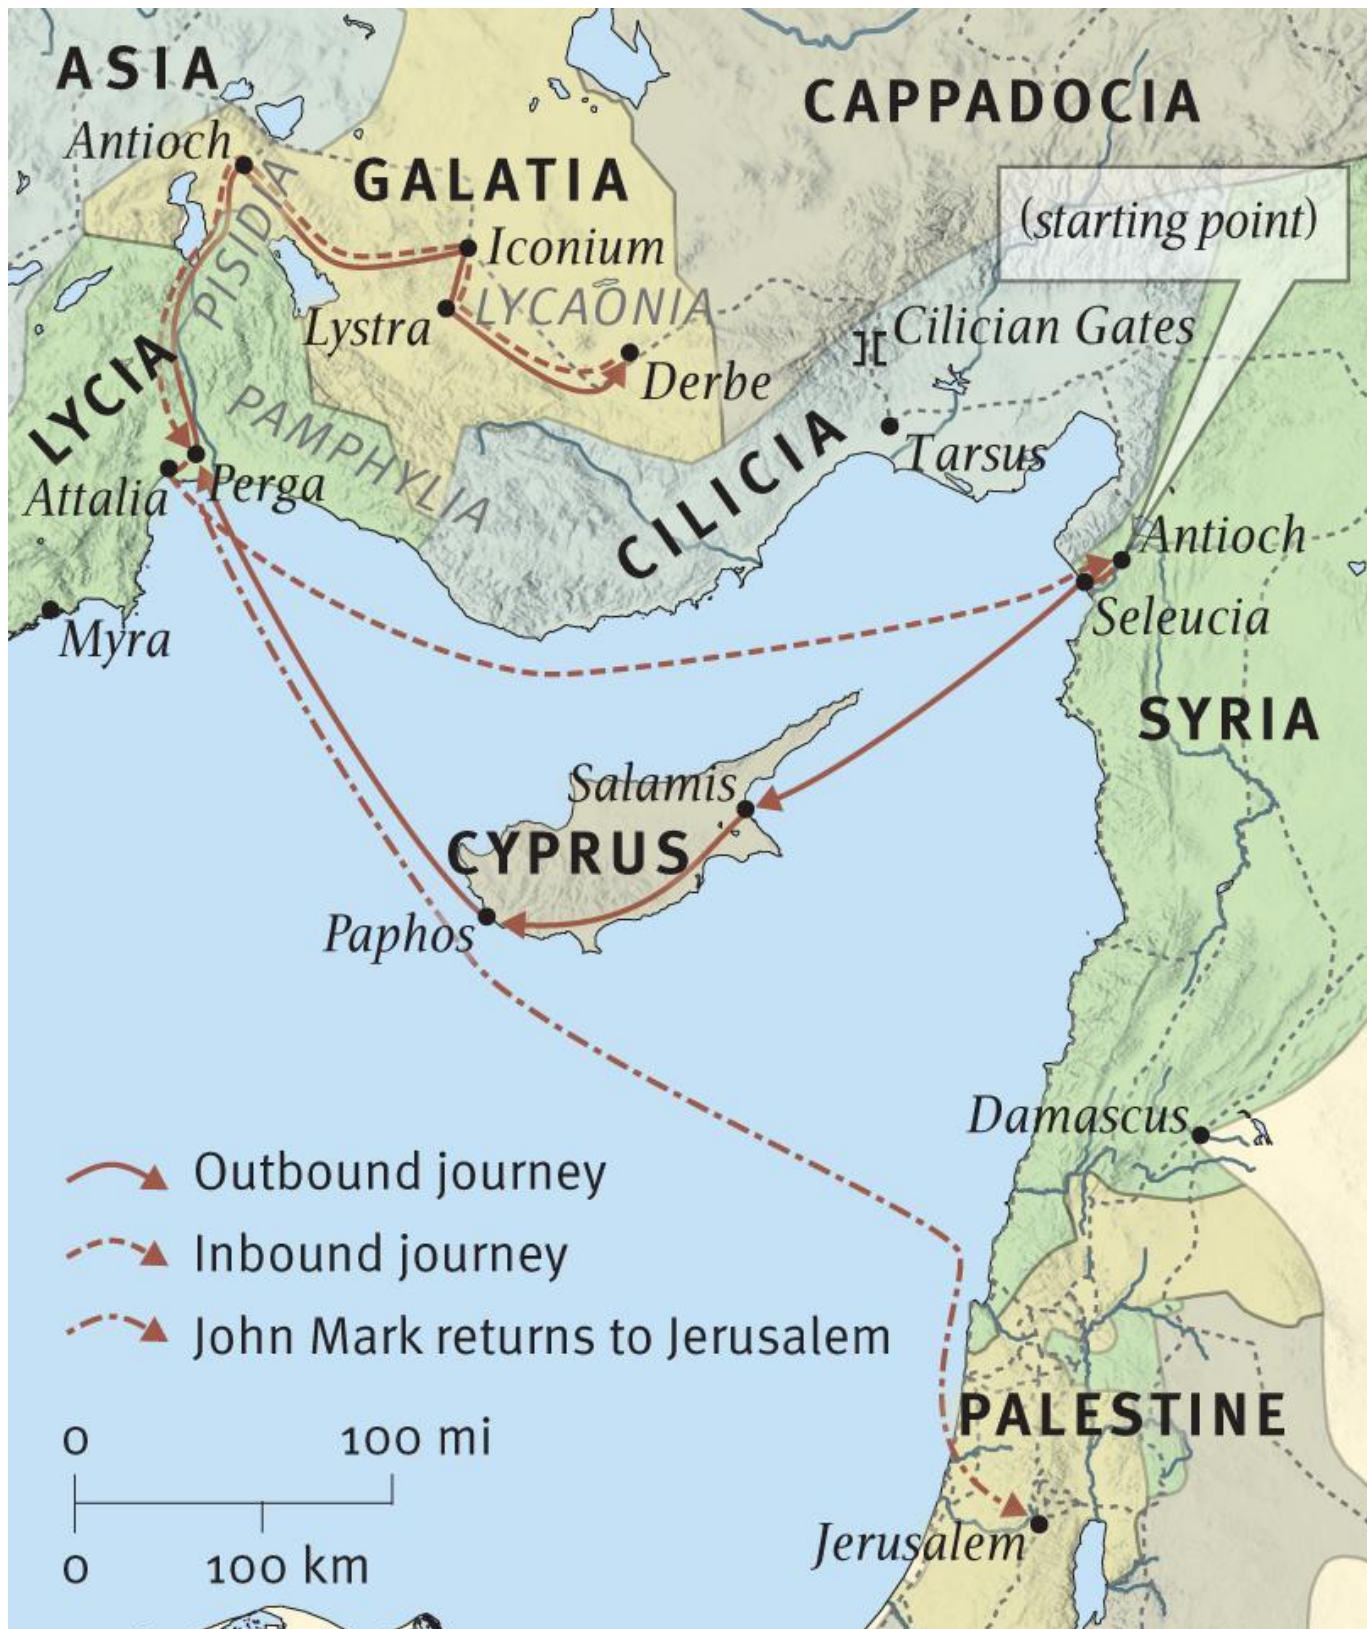 ASIA
CAPPADOCIA
Antioch
GALATIA
PISIDIA
(starting point)
Iconium
LYCAONIA
Lystra
Cilician Gates
Derbe
LYCIA
PAMPHYLIA
CILICIA
Tarsus
Attalia
Perga
Antioch
Seleucia
Myra
SYRIA
Salamis
CYPRUS
Paphos
Damascus
Outbound journey
Inbound journey
John Mark returns to Jerusalem
PALESTINE
0 100 mi
0 100 km
Jerusalem